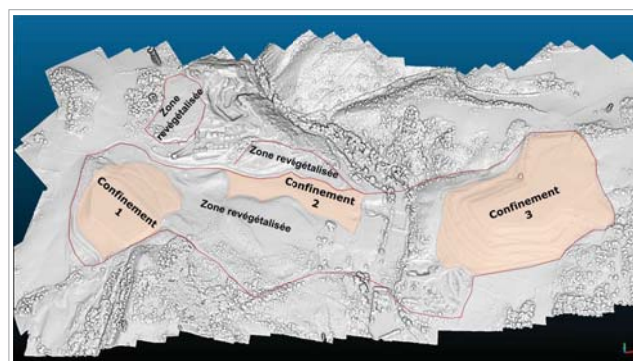 Zone
revégétalisée
Zone revégétalisée
Confinement
1
Confinement
2
Zone revégétalisée
Confinement
3